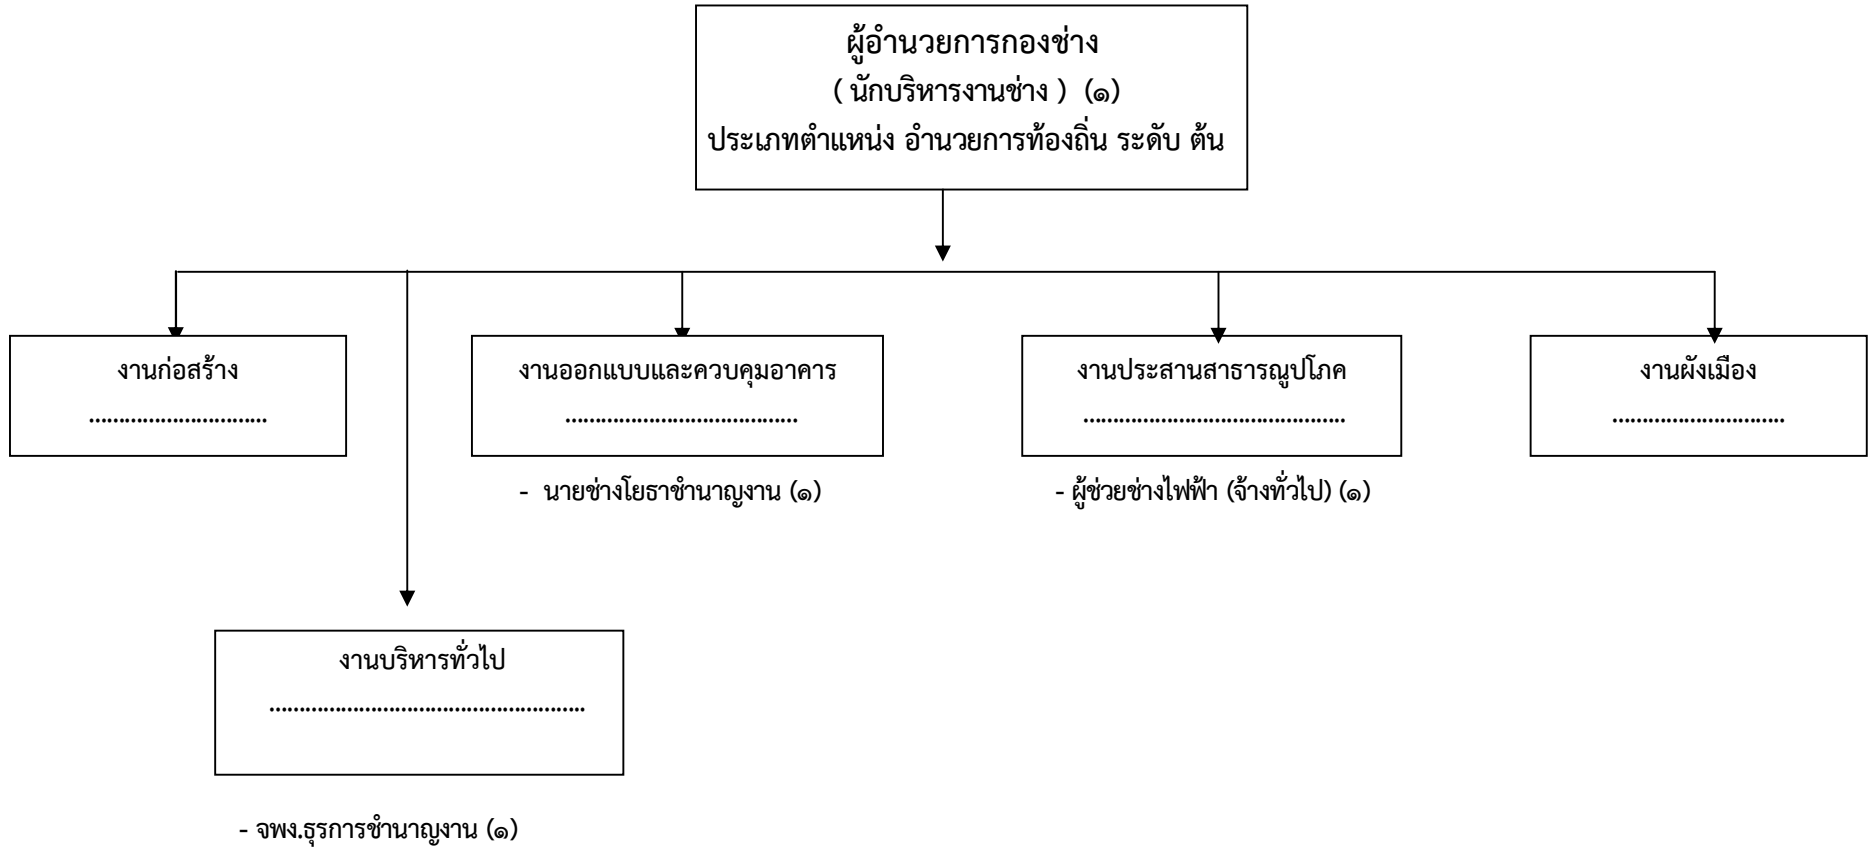 ผู้อำนวยการกองช่าง
( นักบริหารงานช่าง ) (๑)
ประเภทตำแหน่ง อำนวยการท้องถิ่น ระดับ ต้น
งานก่อสร้าง
..............................
งานออกแบบและควบคุมอาคาร
.......................................
งานประสานสาธารณูปโภค
............................................
งานผังเมือง
.............................
- นายช่างโยธาชำนาญงาน (๑)
- ผู้ช่วยช่างไฟฟ้า (จ้างทั่วไป) (๑)
งานบริหารทั่วไป
.....................................................
- จพง.ธุรการชำนาญงาน (๑)